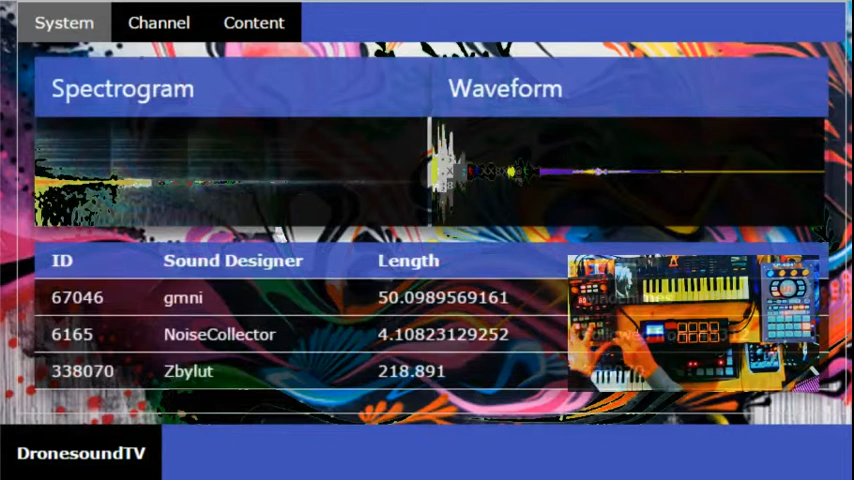 System Channel Content
Spectrogram Waveform
ID Sound Designer Length
67046 gmni 50.0989569161
6165 NoiseCollector 4.10823129252
338070 Zbylut 218.891
DronesoundTV